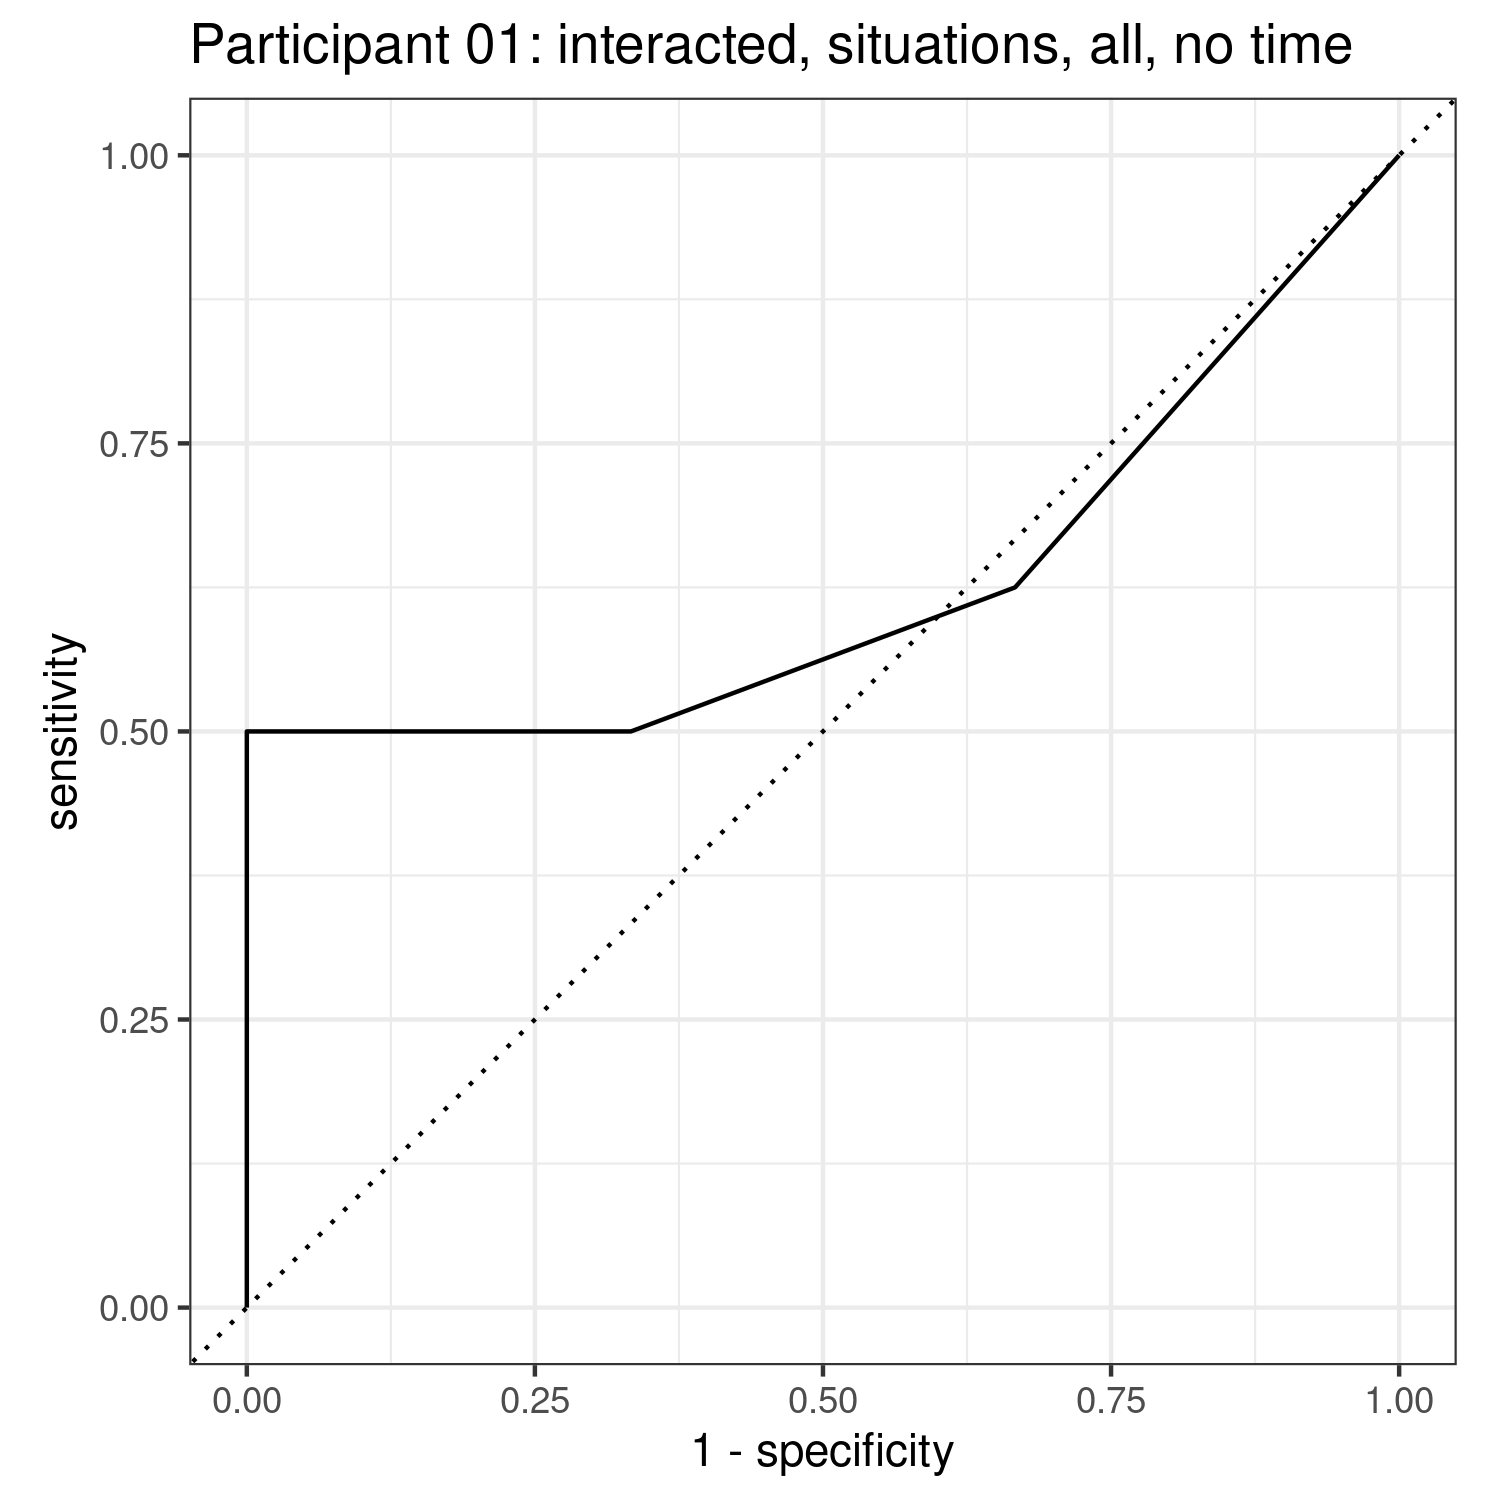 Participant 01: interacted, situations, all, no time
1.00
0.75
0.50
0.25
0.00
sensitivity
0.00 0.25 0.50 0.75 1.00
1 - specificity